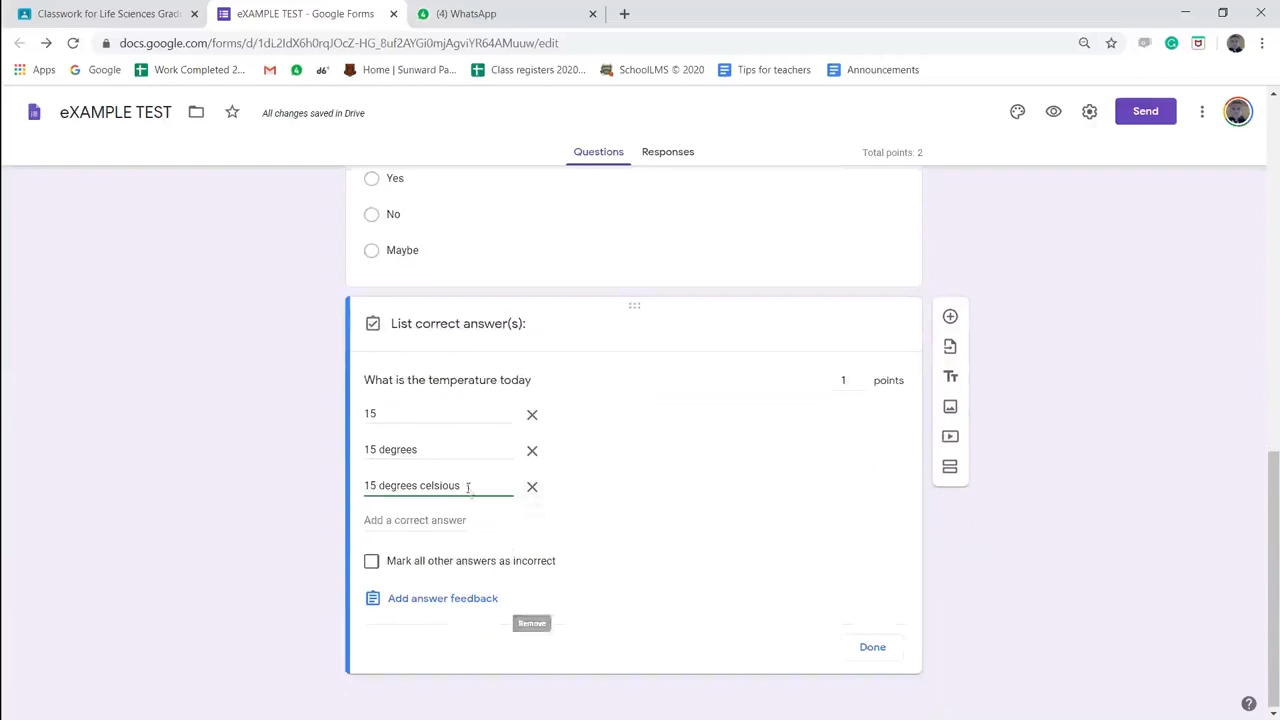 Classwork for Life Sciences Grad
eXAMPLE TEST - Google Forms
(4) WhatsApp
docs.google.com/forms/d/1dL2IdX6h0rqJOcZ-HG_8uf2AYGi0mjAgviYR64AMuuw/edit
Apps
Google
Work Completed 2...
Home | Sunward Pa...
Class registers 2020...
SchoolLMS © 2020
Tips for teachers
Announcements
eXAMPLE TEST
All changes saved in Drive
Send
Questions
Responses
Total points: 2
Yes
No
Maybe
List correct answer(s):
What is the temperature today
1 points
15
15 degrees
15 degrees celsious
Add a correct answer
Mark all other answers as incorrect
Add answer feedback
Remove
Done